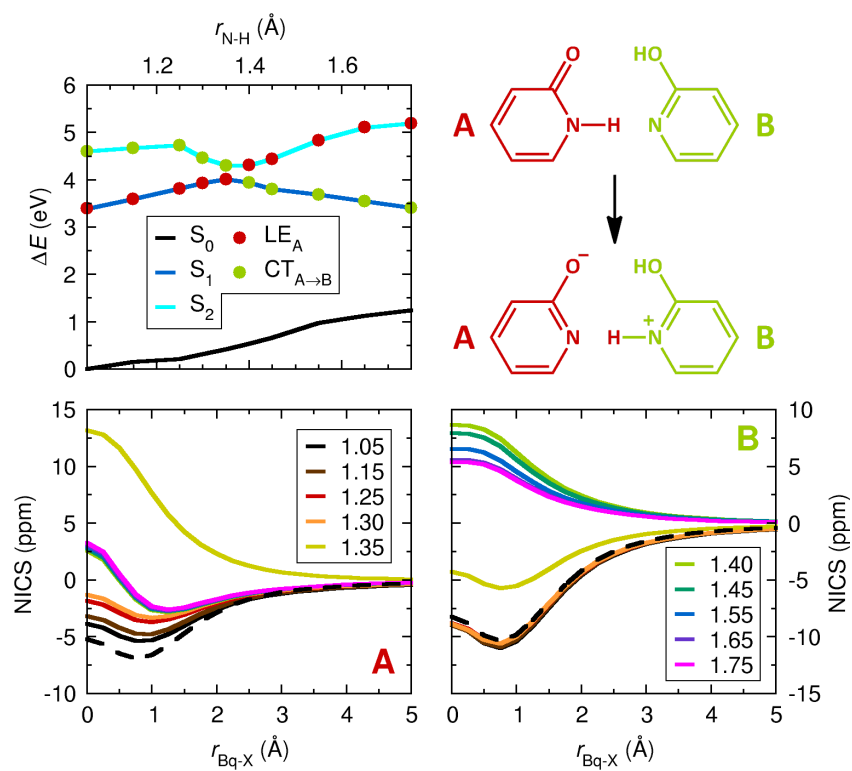 r_N-H (Å)
1.2 1.4 1.6
6
5
4
3
2
1
0
ΔE (eV)
S_0 LE_A
S_1 CT_A→B
S_2
O
HO
A N H N B
O−
HO
A N H N+ B
15
10
5
0
-5
-10
NICS (ppm)
1.05
1.15
1.25
1.30
1.35
A
0 1 2 3 4 5
r_Bq-X (Å)
B
10
5
0
-5
-10
-15
NICS (ppm)
1.40
1.45
1.55
1.65
1.75
0 1 2 3 4 5
r_Bq-X (Å)